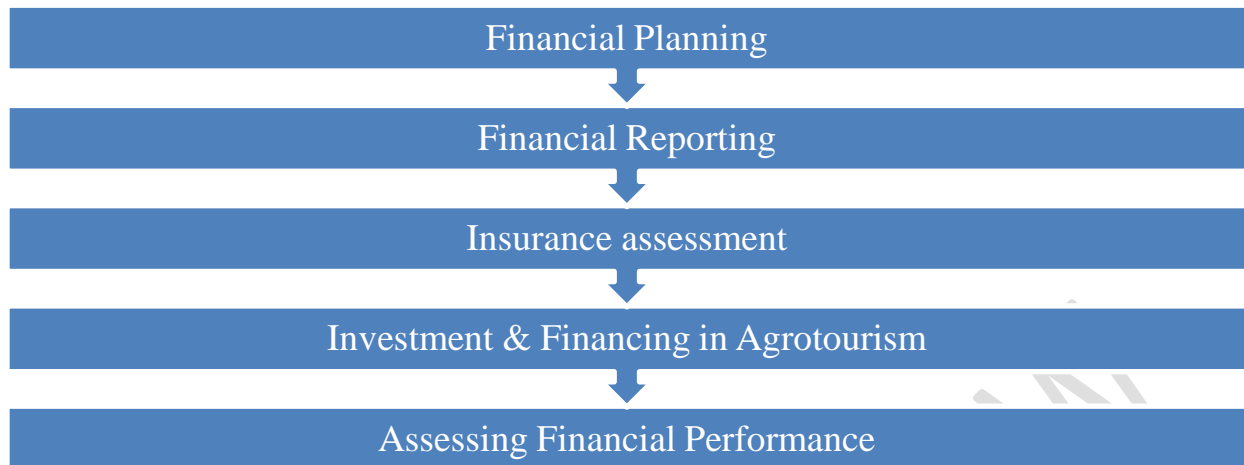 Financial Planning
Financial Reporting
Insurance assessment
Investment & Financing in Agrotourism
Assessing Financial Performance